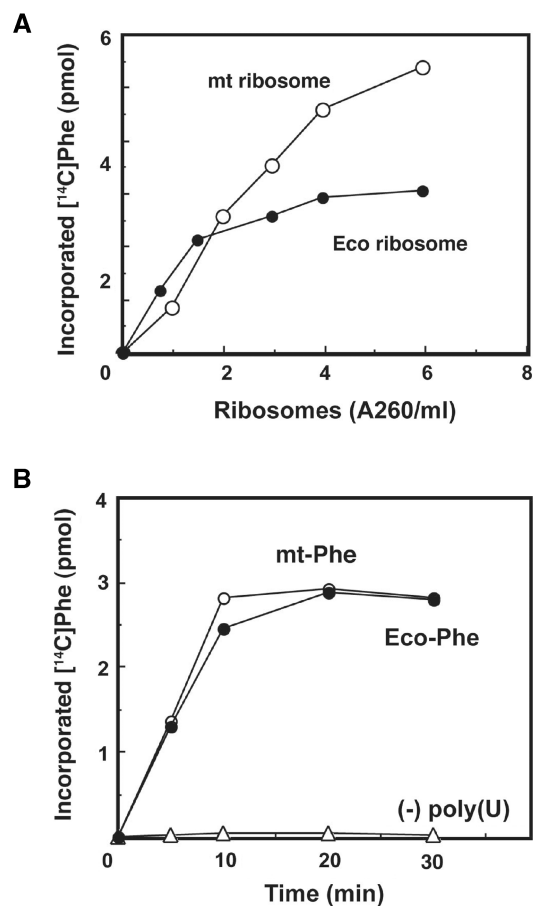 A
Incorporated [14C]Phe (pmol)
6
4
2
0
mt ribosome
Eco ribosome
2
4
6
8
Ribosomes (A260/ml)
B
Incorporated [14C]Phe (pmol)
4
3
2
1
0
mt-Phe
Eco-Phe
(-) poly(U)
10
20
30
Time (min)